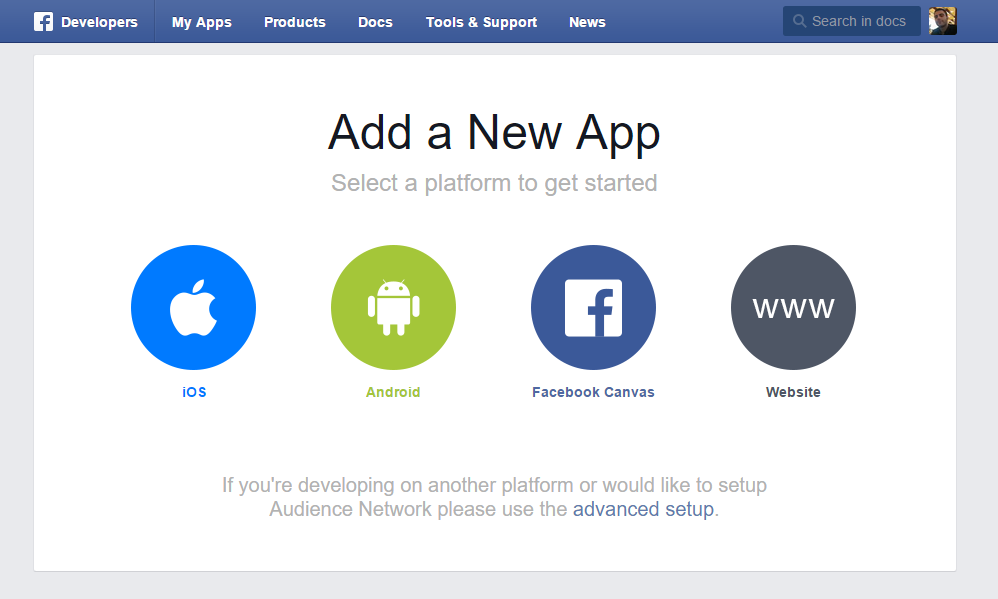 Developers My Apps Products Docs Tools & Support News Search in docs
Add a New App
Select a platform to get started
www
iOS Android Facebook Canvas Website
If you're developing on another platform or would like to setup
Audience Network please use the advanced setup.